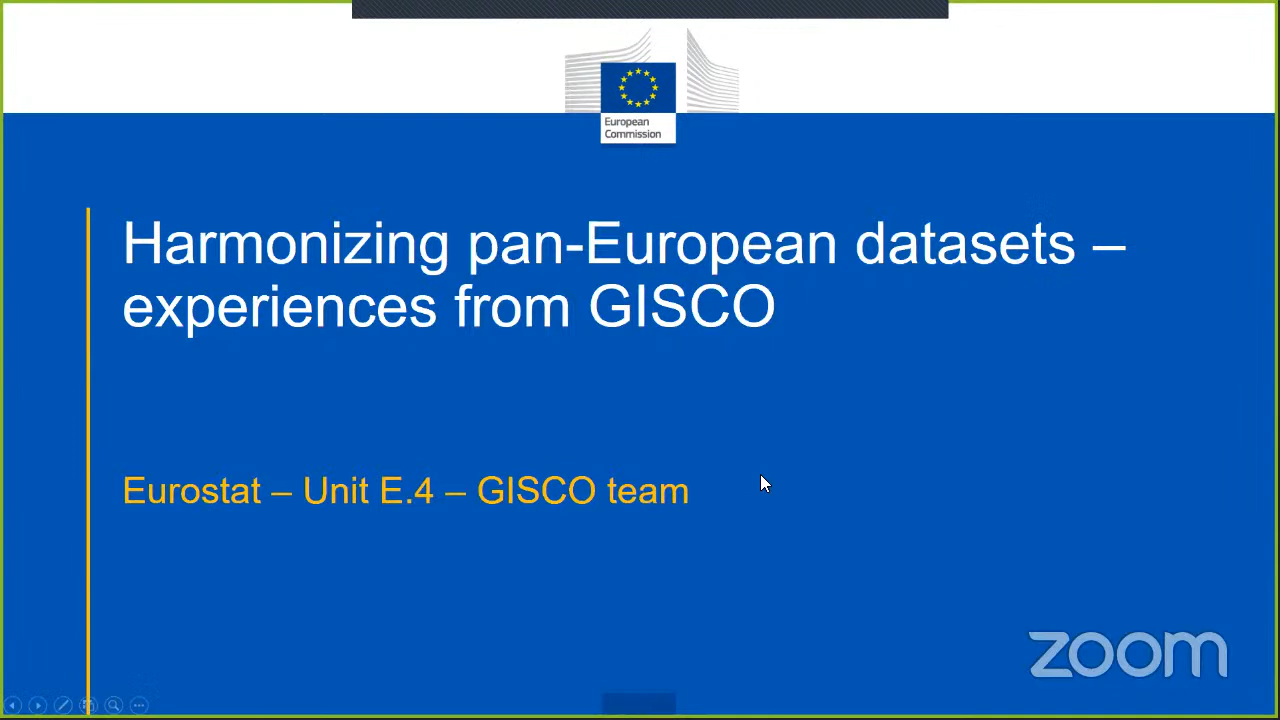 European
Commission
Harmonizing pan-European datasets –
experiences from GISCO
Eurostat – Unit E.4 – GISCO team
zoom